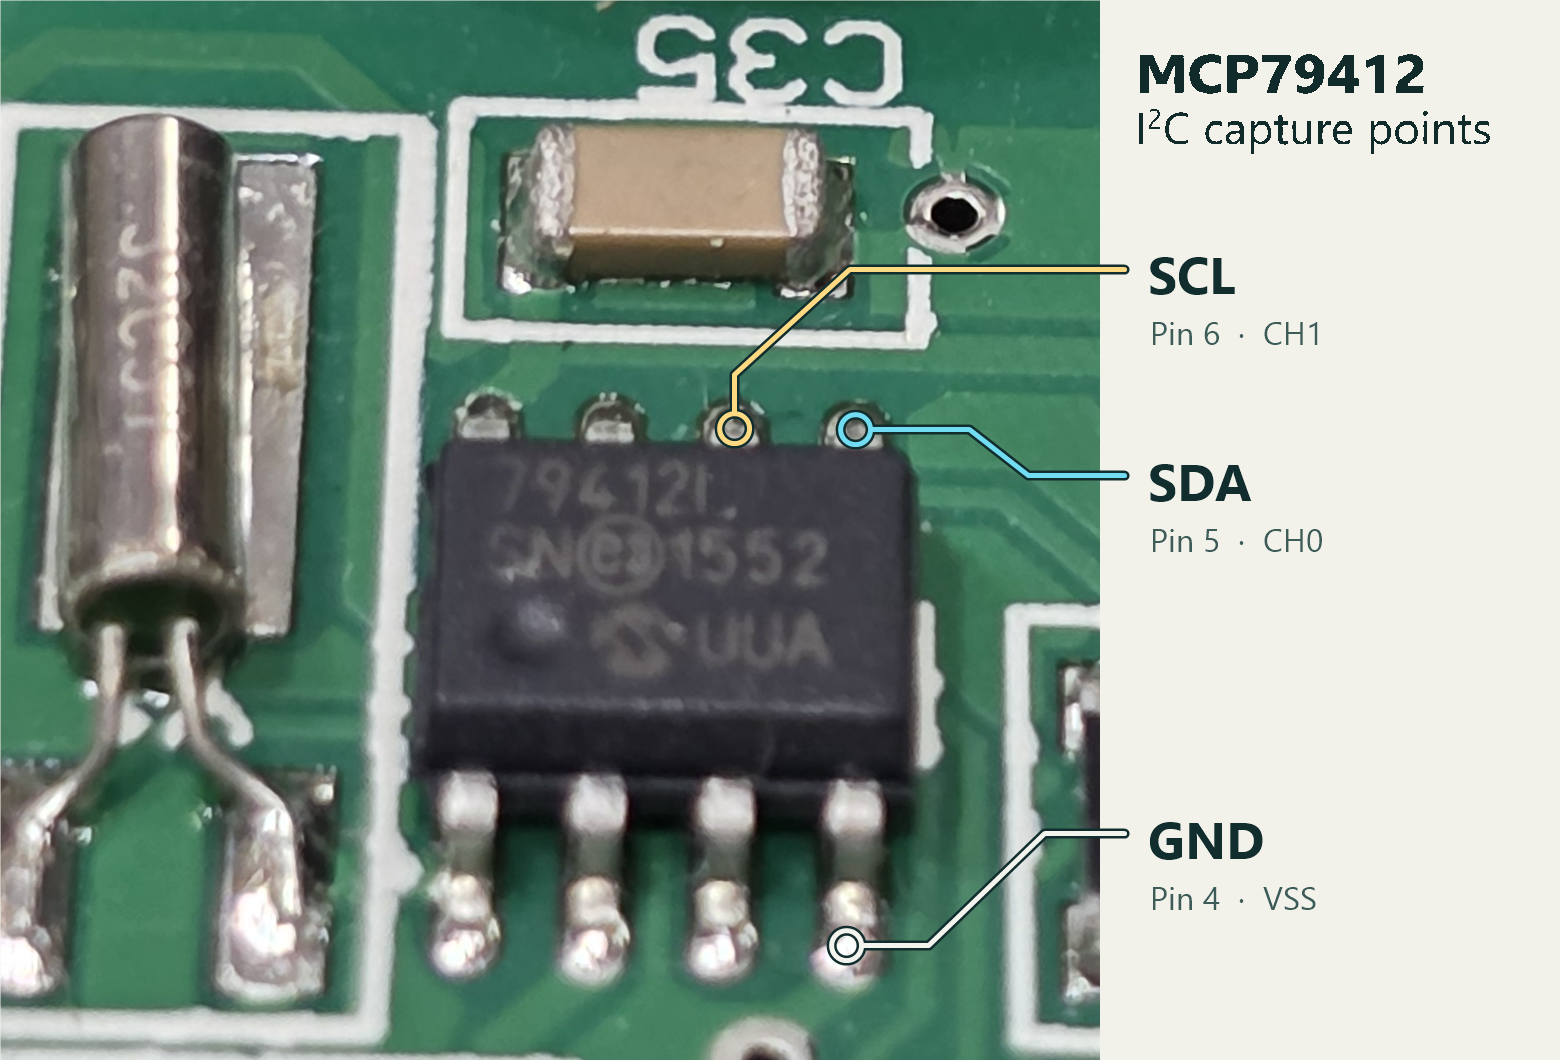 C35
MCP79412
I²C capture points
SCL
Pin 6 · CH1
SDA
Pin 5 · CH0
79412I
SN e3 1552
UUA
GND
Pin 4 · VSS